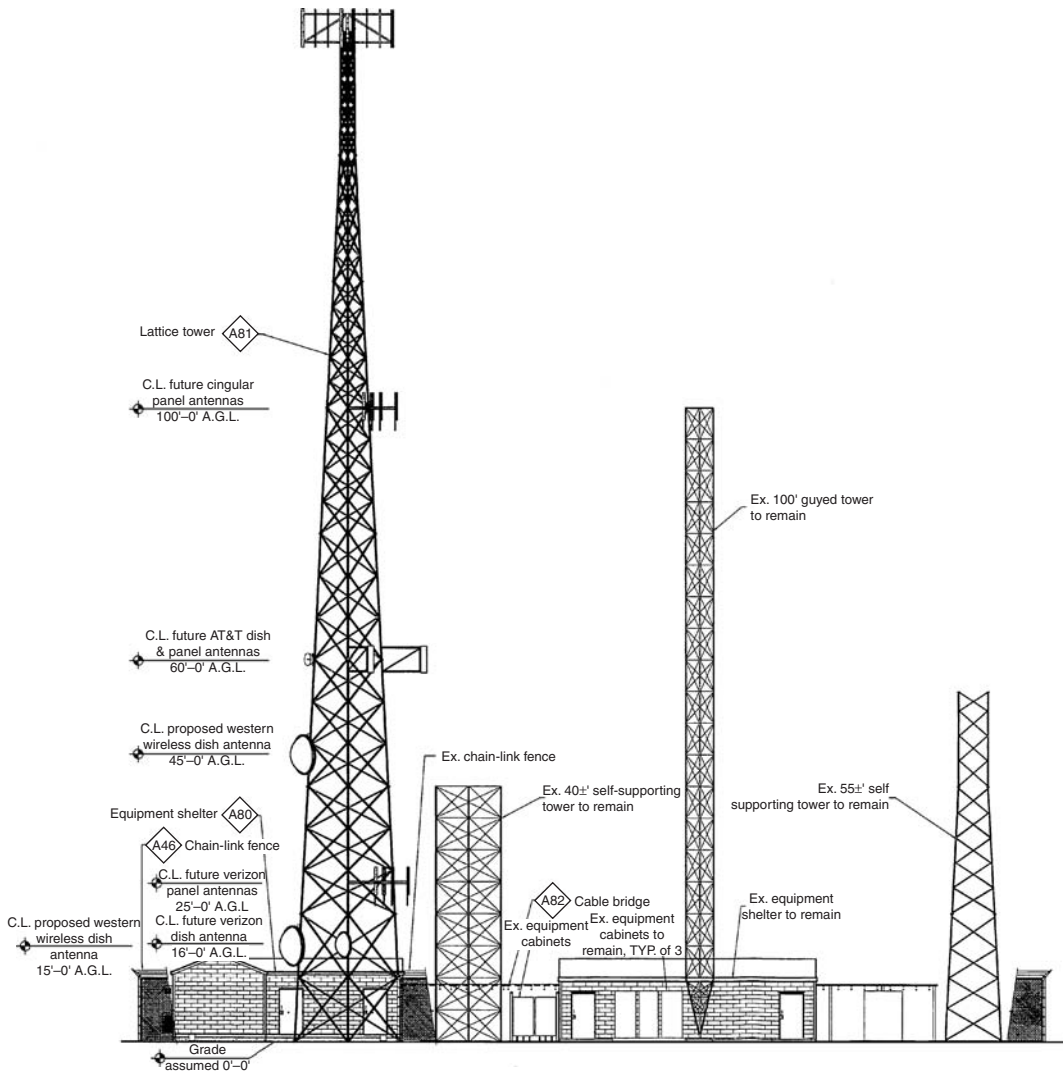 Lattice tower
A81
C.L. future cingular
panel antennas
100'–0' A.G.L.
Ex. 100' guyed tower
to remain
C.L. future AT&T dish
& panel antennas
60'–0' A.G.L.
C.L. proposed western
wireless dish antenna
45'–0' A.G.L.
Ex. chain-link fence
Ex. 40±' self-supporting
tower to remain
Ex. 55±' self
supporting tower to remain
Equipment shelter
A80
A46
Chain-link fence
C.L. future verizon
panel antennas
25'–0' A.G.L
C.L. proposed western
wireless dish
antenna
15'–0' A.G.L.
C.L. future verizon
dish antenna
16'–0' A.G.L.
A82
Cable bridge
Ex. equipment
cabinets
Ex. equipment
cabinets to
remain, TYP. of 3
Ex. equipment
shelter to remain
Grade
assumed 0'–0'